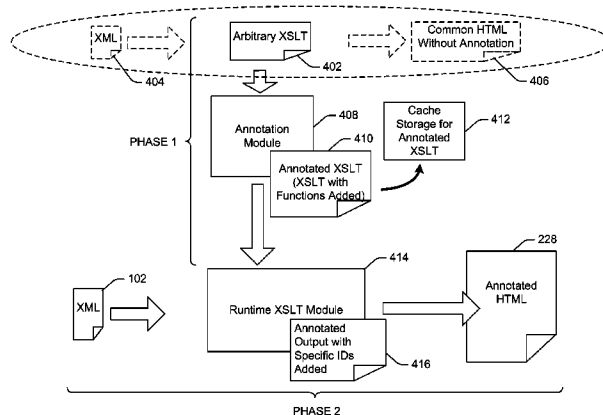 XML
404
Arbitrary XSLT
402
Common HTML
Without Annotation
406
PHASE 1
408
Annotation
Module
410
Annotated XSLT
(XSLT with
Functions Added)
Cache
Storage for
Annotated
XSLT
412
102
XML
414
Runtime XSLT Module
Annotated
Output with
Specific IDs
Added
416
228
Annotated
HTML
PHASE 2